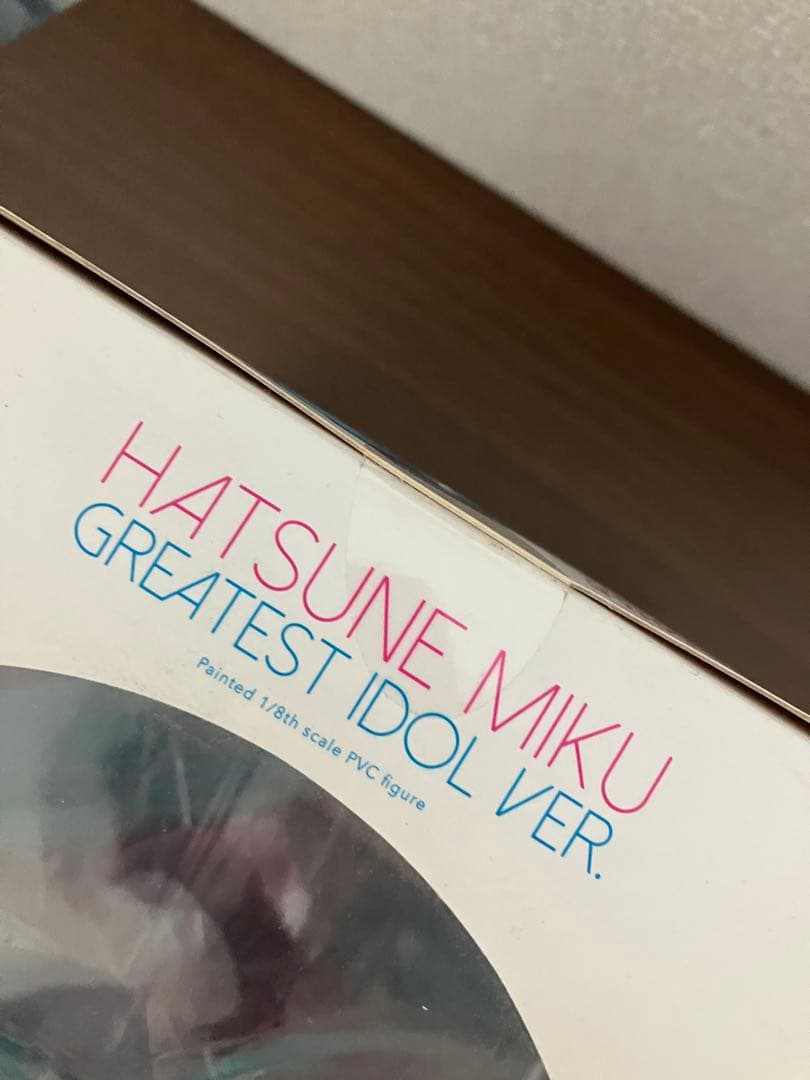 HATSUNE MIKU
GREATEST IDOL VER.
Painted 1/8th scale PVC figure